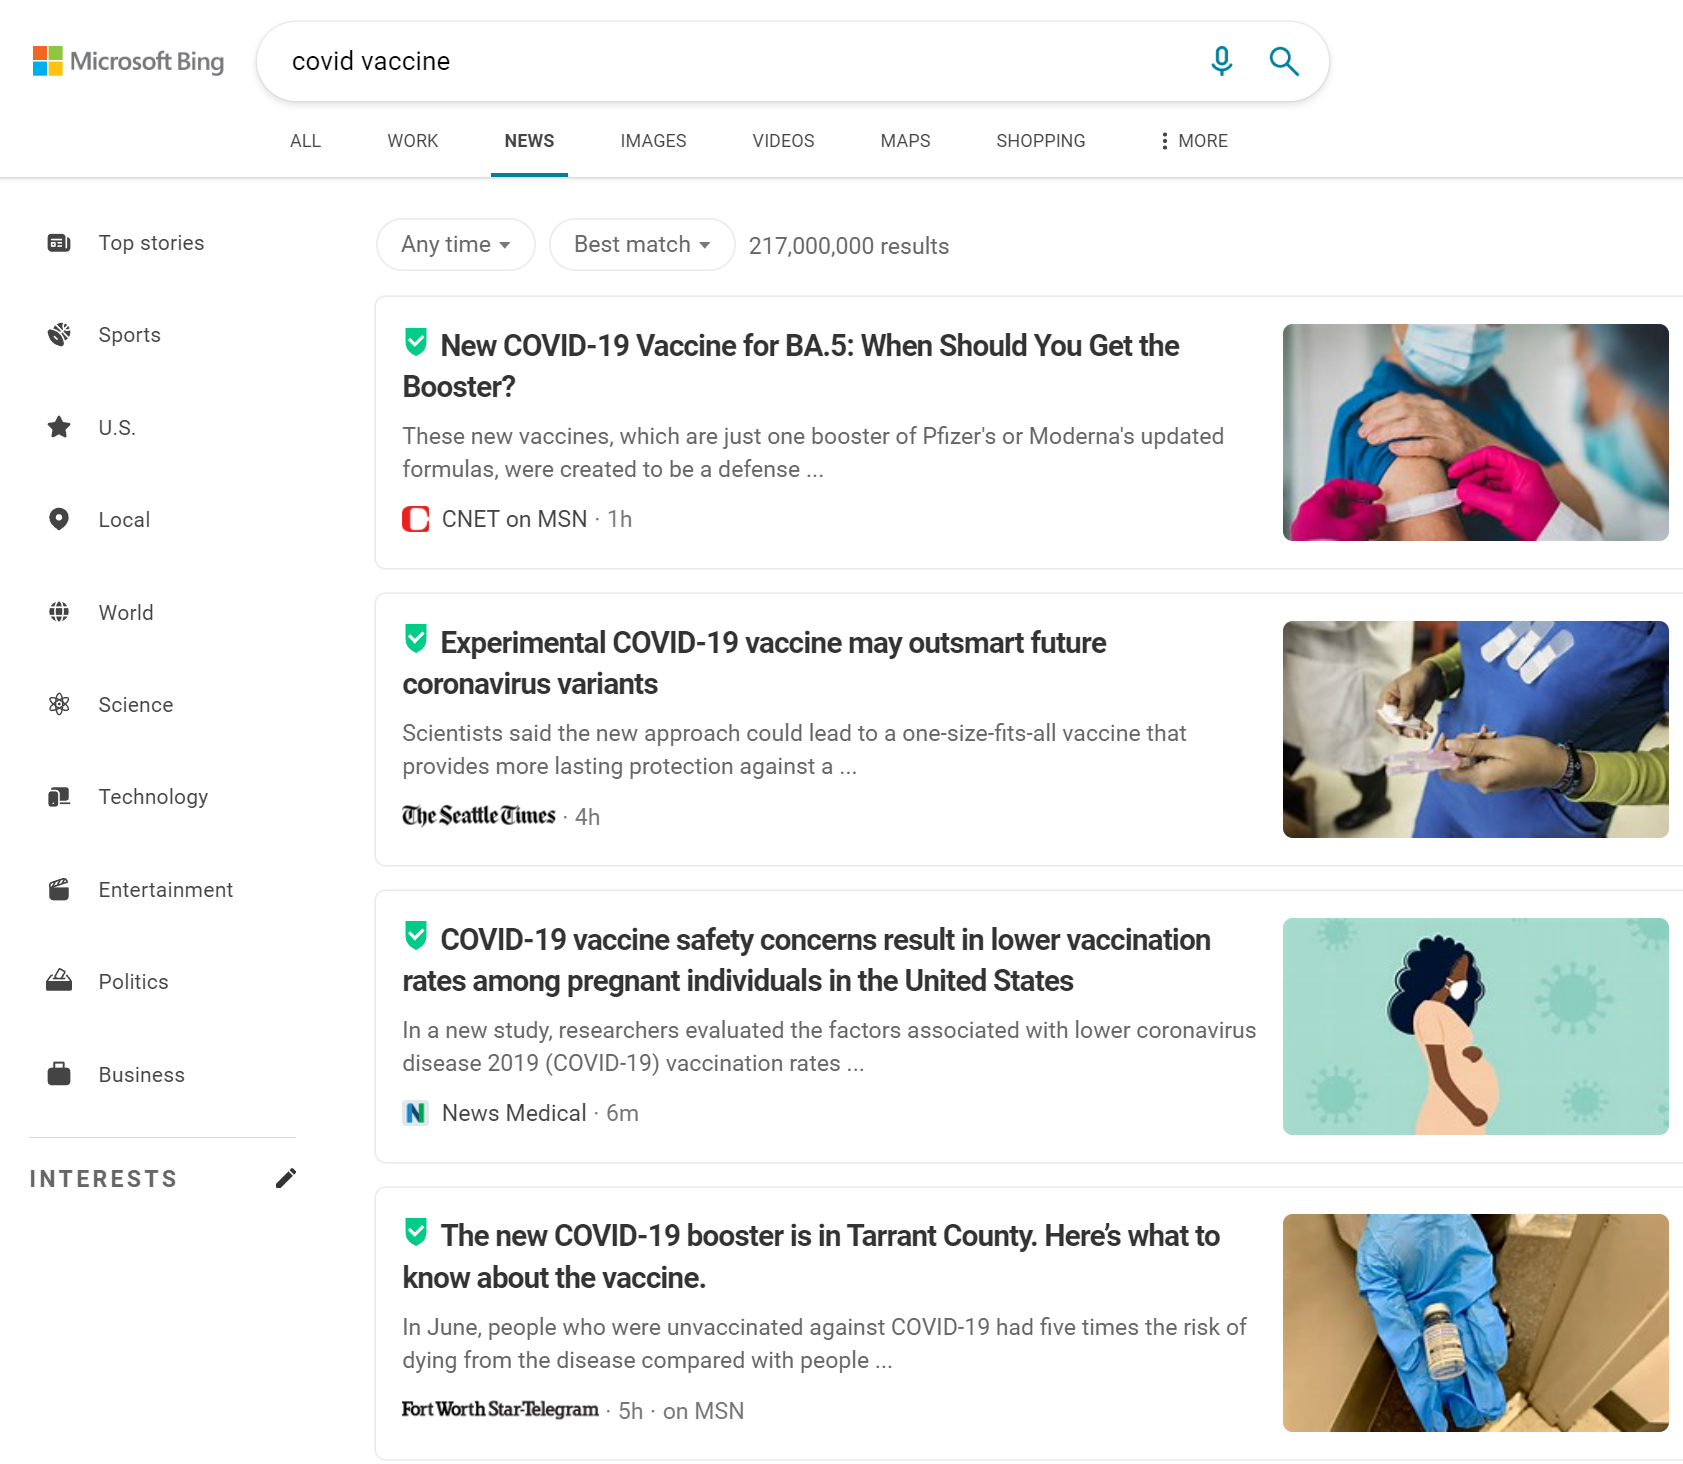 Microsoft Bing
covid vaccine
ALL WORK NEWS IMAGES VIDEOS MAPS SHOPPING MORE
Top stories
Sports
U.S.
Local
World
Science
Technology
Entertainment
Politics
Business
INTERESTS
Any time Best match 217,000,000 results
New COVID-19 Vaccine for BA.5: When Should You Get the
Booster?
These new vaccines, which are just one booster of Pfizer's or Moderna's updated
formulas, were created to be a defense ...
CNET on MSN · 1h
Experimental COVID-19 vaccine may outsmart future
coronavirus variants
Scientists said the new approach could lead to a one-size-fits-all vaccine that
provides more lasting protection against a ...
The Seattle Times · 4h
COVID-19 vaccine safety concerns result in lower vaccination
rates among pregnant individuals in the United States
In a new study, researchers evaluated the factors associated with lower coronavirus
disease 2019 (COVID-19) vaccination rates ...
N News Medical · 6m
The new COVID-19 booster is in Tarrant County. Here’s what to
know about the vaccine.
In June, people who were unvaccinated against COVID-19 had five times the risk of
dying from the disease compared with people ...
Fort Worth Star-Telegram · 5h · on MSN